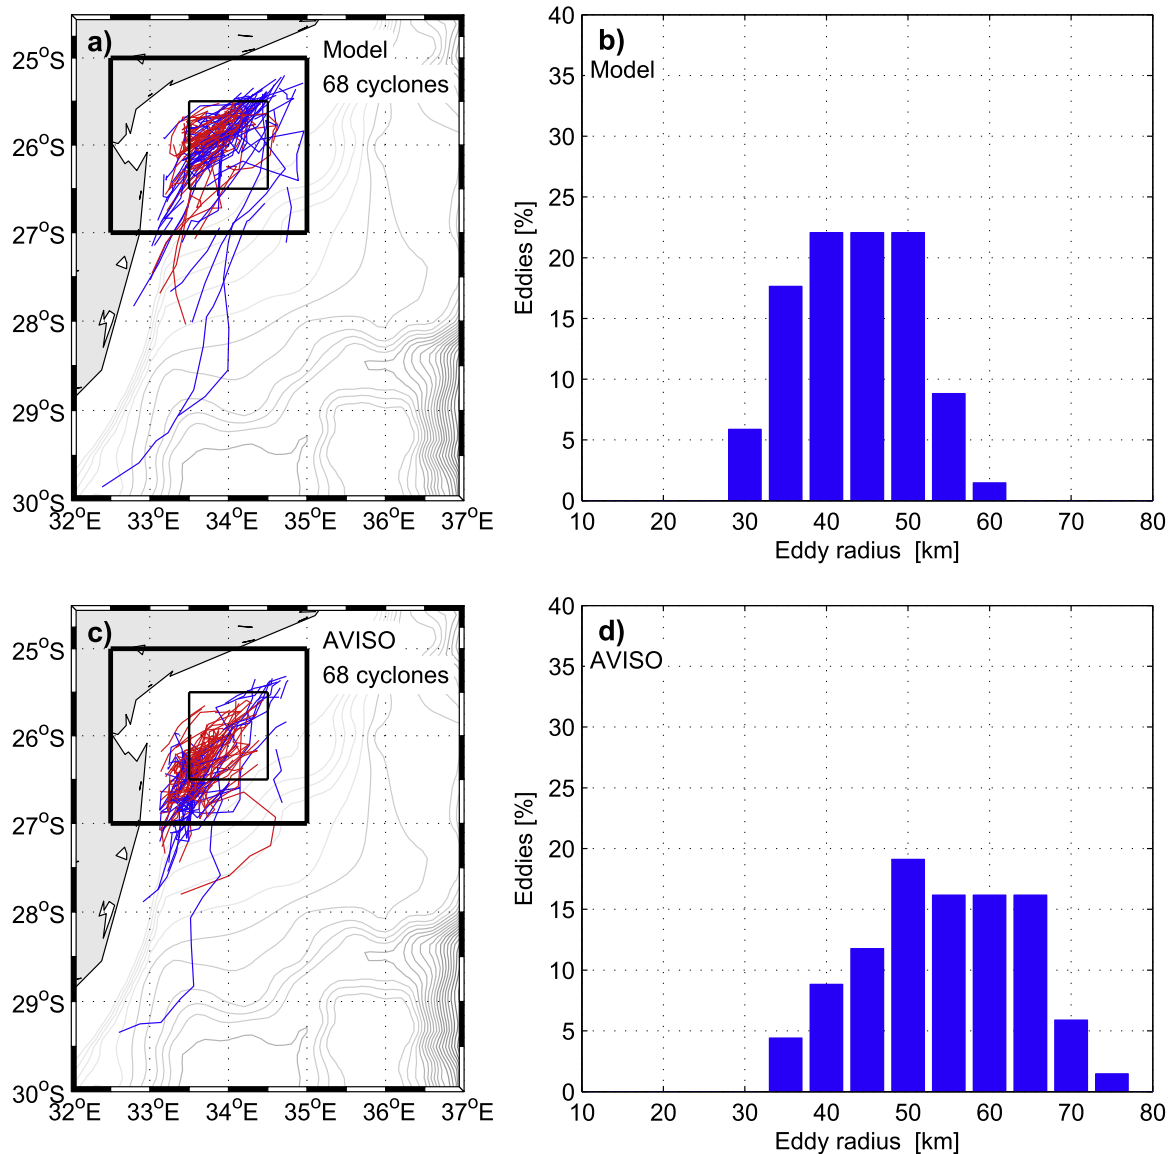 a)
Model
68 cyclones
25°S
26°S
27°S
28°S
29°S
30°S
32°E 33°E 34°E 35°E 36°E 37°E
b)
Model
40
35
30
25
20
15
10
5
0
Eddies [%]
10 20 30 40 50 60 70 80
Eddy radius [km]
c)
AVISO
68 cyclones
25°S
26°S
27°S
28°S
29°S
30°S
32°E 33°E 34°E 35°E 36°E 37°E
d)
AVISO
40
35
30
25
20
15
10
5
0
Eddies [%]
10 20 30 40 50 60 70 80
Eddy radius [km]